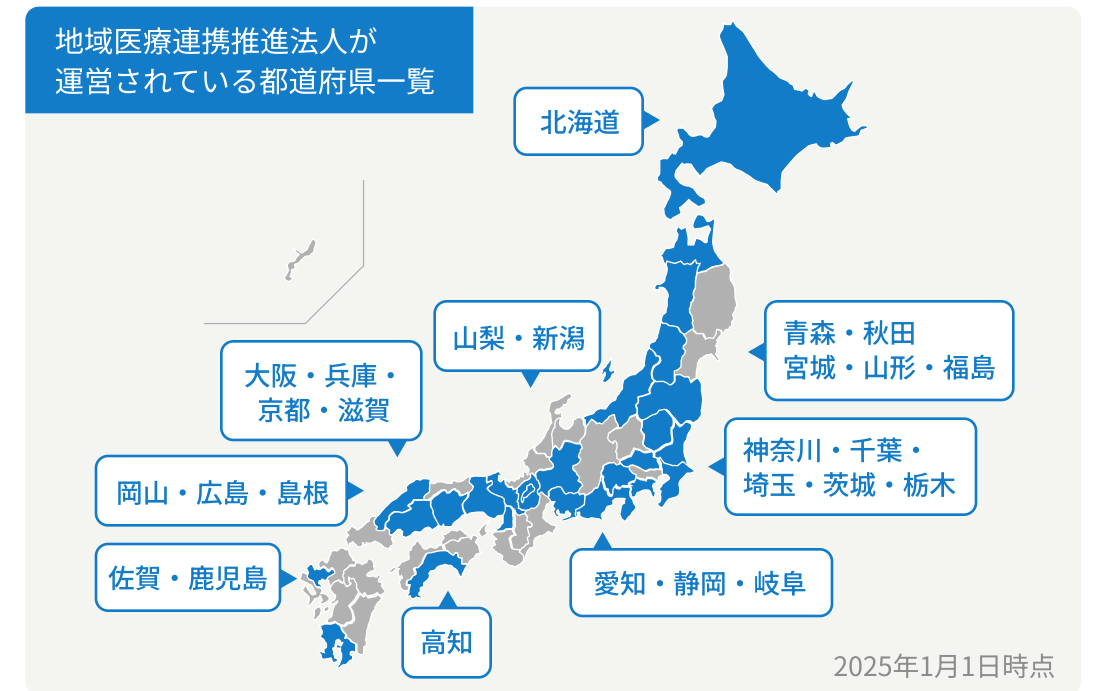 地域医療連携推進法人が
運営されている都道府県一覧
北海道
山梨・新潟
青森・秋田
宮城・山形・福島
大阪・兵庫・
京都・滋賀
神奈川・千葉・
埼玉・茨城・栃木
岡山・広島・島根
佐賀・鹿児島
愛知・静岡・岐阜
高知
2025年1月1日時点